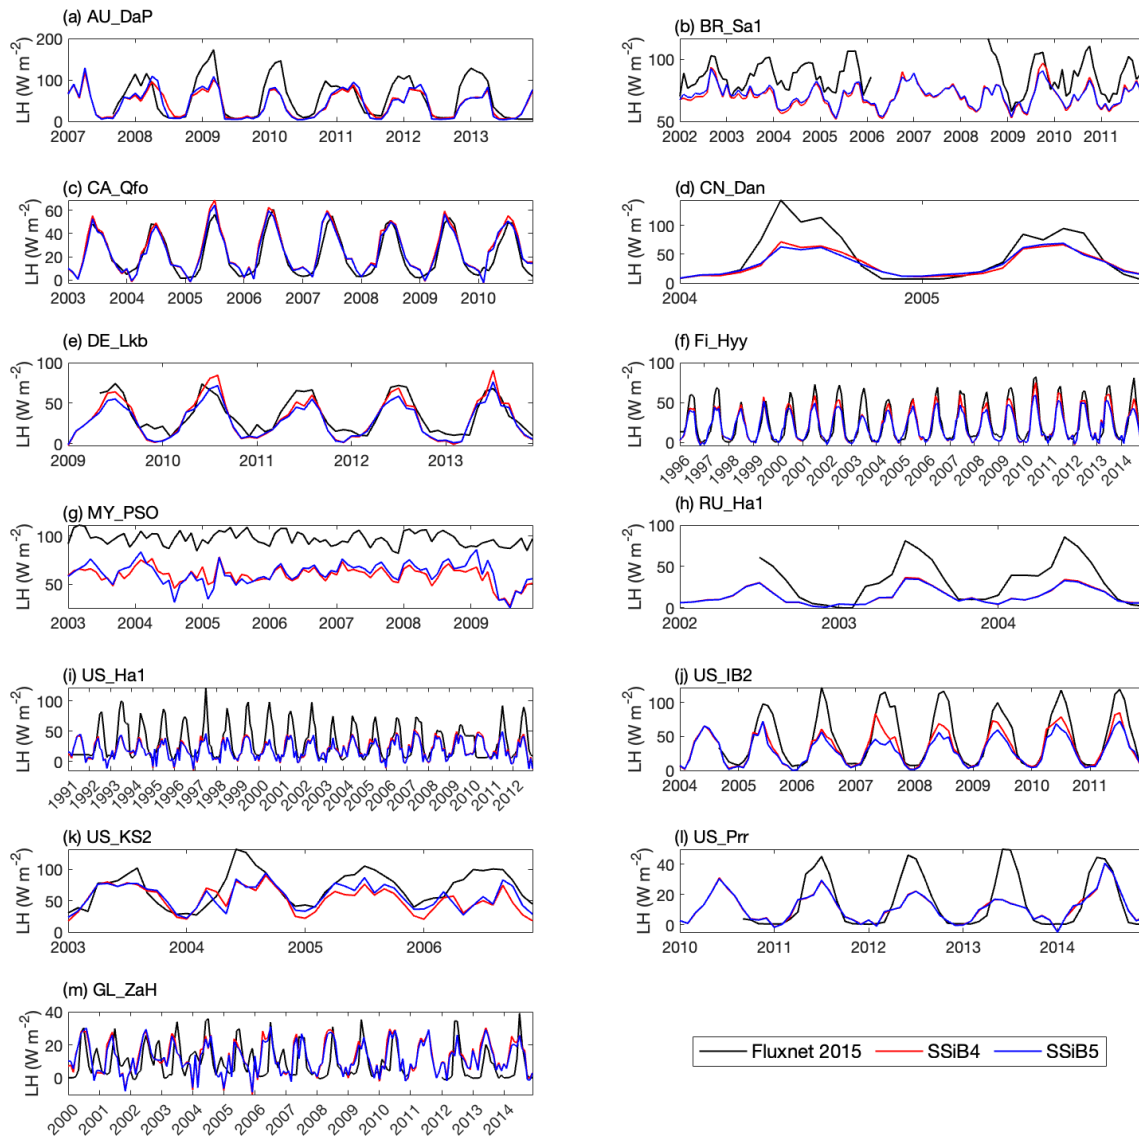 (a) AU_DaP
LH (W m⁻²)
200
100
0
2007 2008 2009 2010 2011 2012 2013
(b) BR_Sa1
LH (W m⁻²)
100
50
2002 2003 2004 2005 2006 2007 2008 2009 2010 2011
(c) CA_Qfo
LH (W m⁻²)
60
40
20
0
2003 2004 2005 2006 2007 2008 2009 2010
(d) CN_Dan
LH (W m⁻²)
100
50
0
2004 2005
(e) DE_Lkb
LH (W m⁻²)
100
50
0
2009 2010 2011 2012 2013
(f) Fi_Hyy
LH (W m⁻²)
100
50
0
1996 1997 1998 1999 2000 2001 2002 2003 2004 2005 2006 2007 2008 2009 2010 2011 2012 2013 2014
(g) MY_PSO
LH (W m⁻²)
100
50
2003 2004 2005 2006 2007 2008 2009
(h) RU_Ha1
LH (W m⁻²)
100
50
0
2002 2003 2004
(i) US_Ha1
LH (W m⁻²)
100
50
0
1991 1992 1993 1994 1995 1996 1997 1998 1999 2000 2001 2002 2003 2004 2005 2006 2007 2008 2009 2010 2011 2012
(j) US_IB2
LH (W m⁻²)
100
50
0
2004 2005 2006 2007 2008 2009 2010 2011
(k) US_KS2
LH (W m⁻²)
100
50
0
2003 2004 2005 2006
(l) US_Prr
LH (W m⁻²)
40
20
0
2010 2011 2012 2013 2014
(m) GL_ZaH
LH (W m⁻²)
40
20
0
2000 2001 2002 2003 2004 2005 2006 2007 2008 2009 2010 2011 2012 2013 2014
Fluxnet 2015 SSiB4 SSiB5